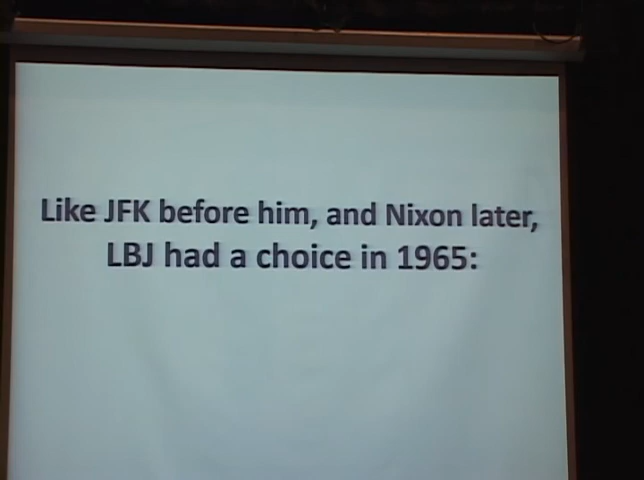 Like JFK before him, and Nixon later,
LBJ had a choice in 1965: